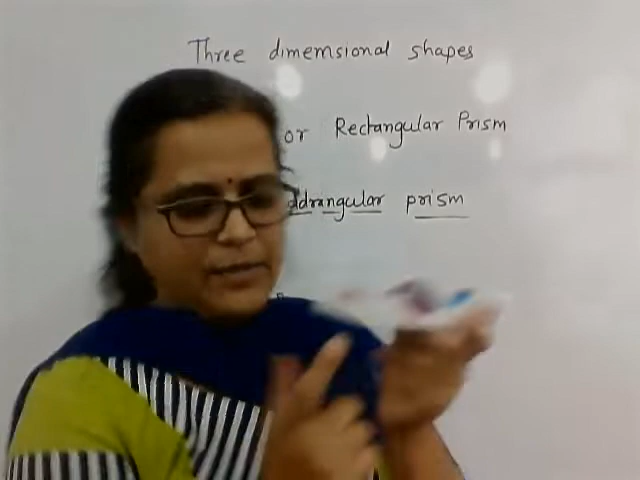 Three dimemsional shapes
or Rectangular Prism
prism